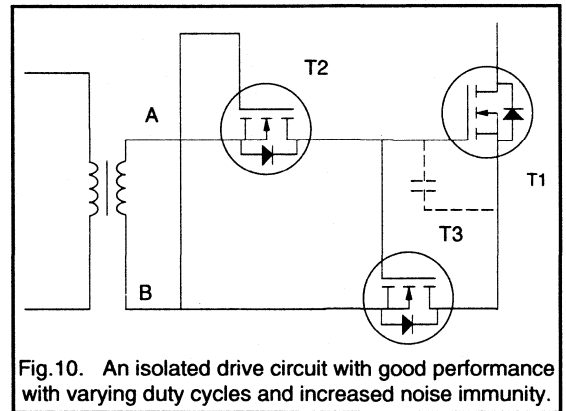 T2
A
T1
T3
B
Fig.10. An isolated drive circuit with good performance
with varying duty cycles and increased noise immunity.